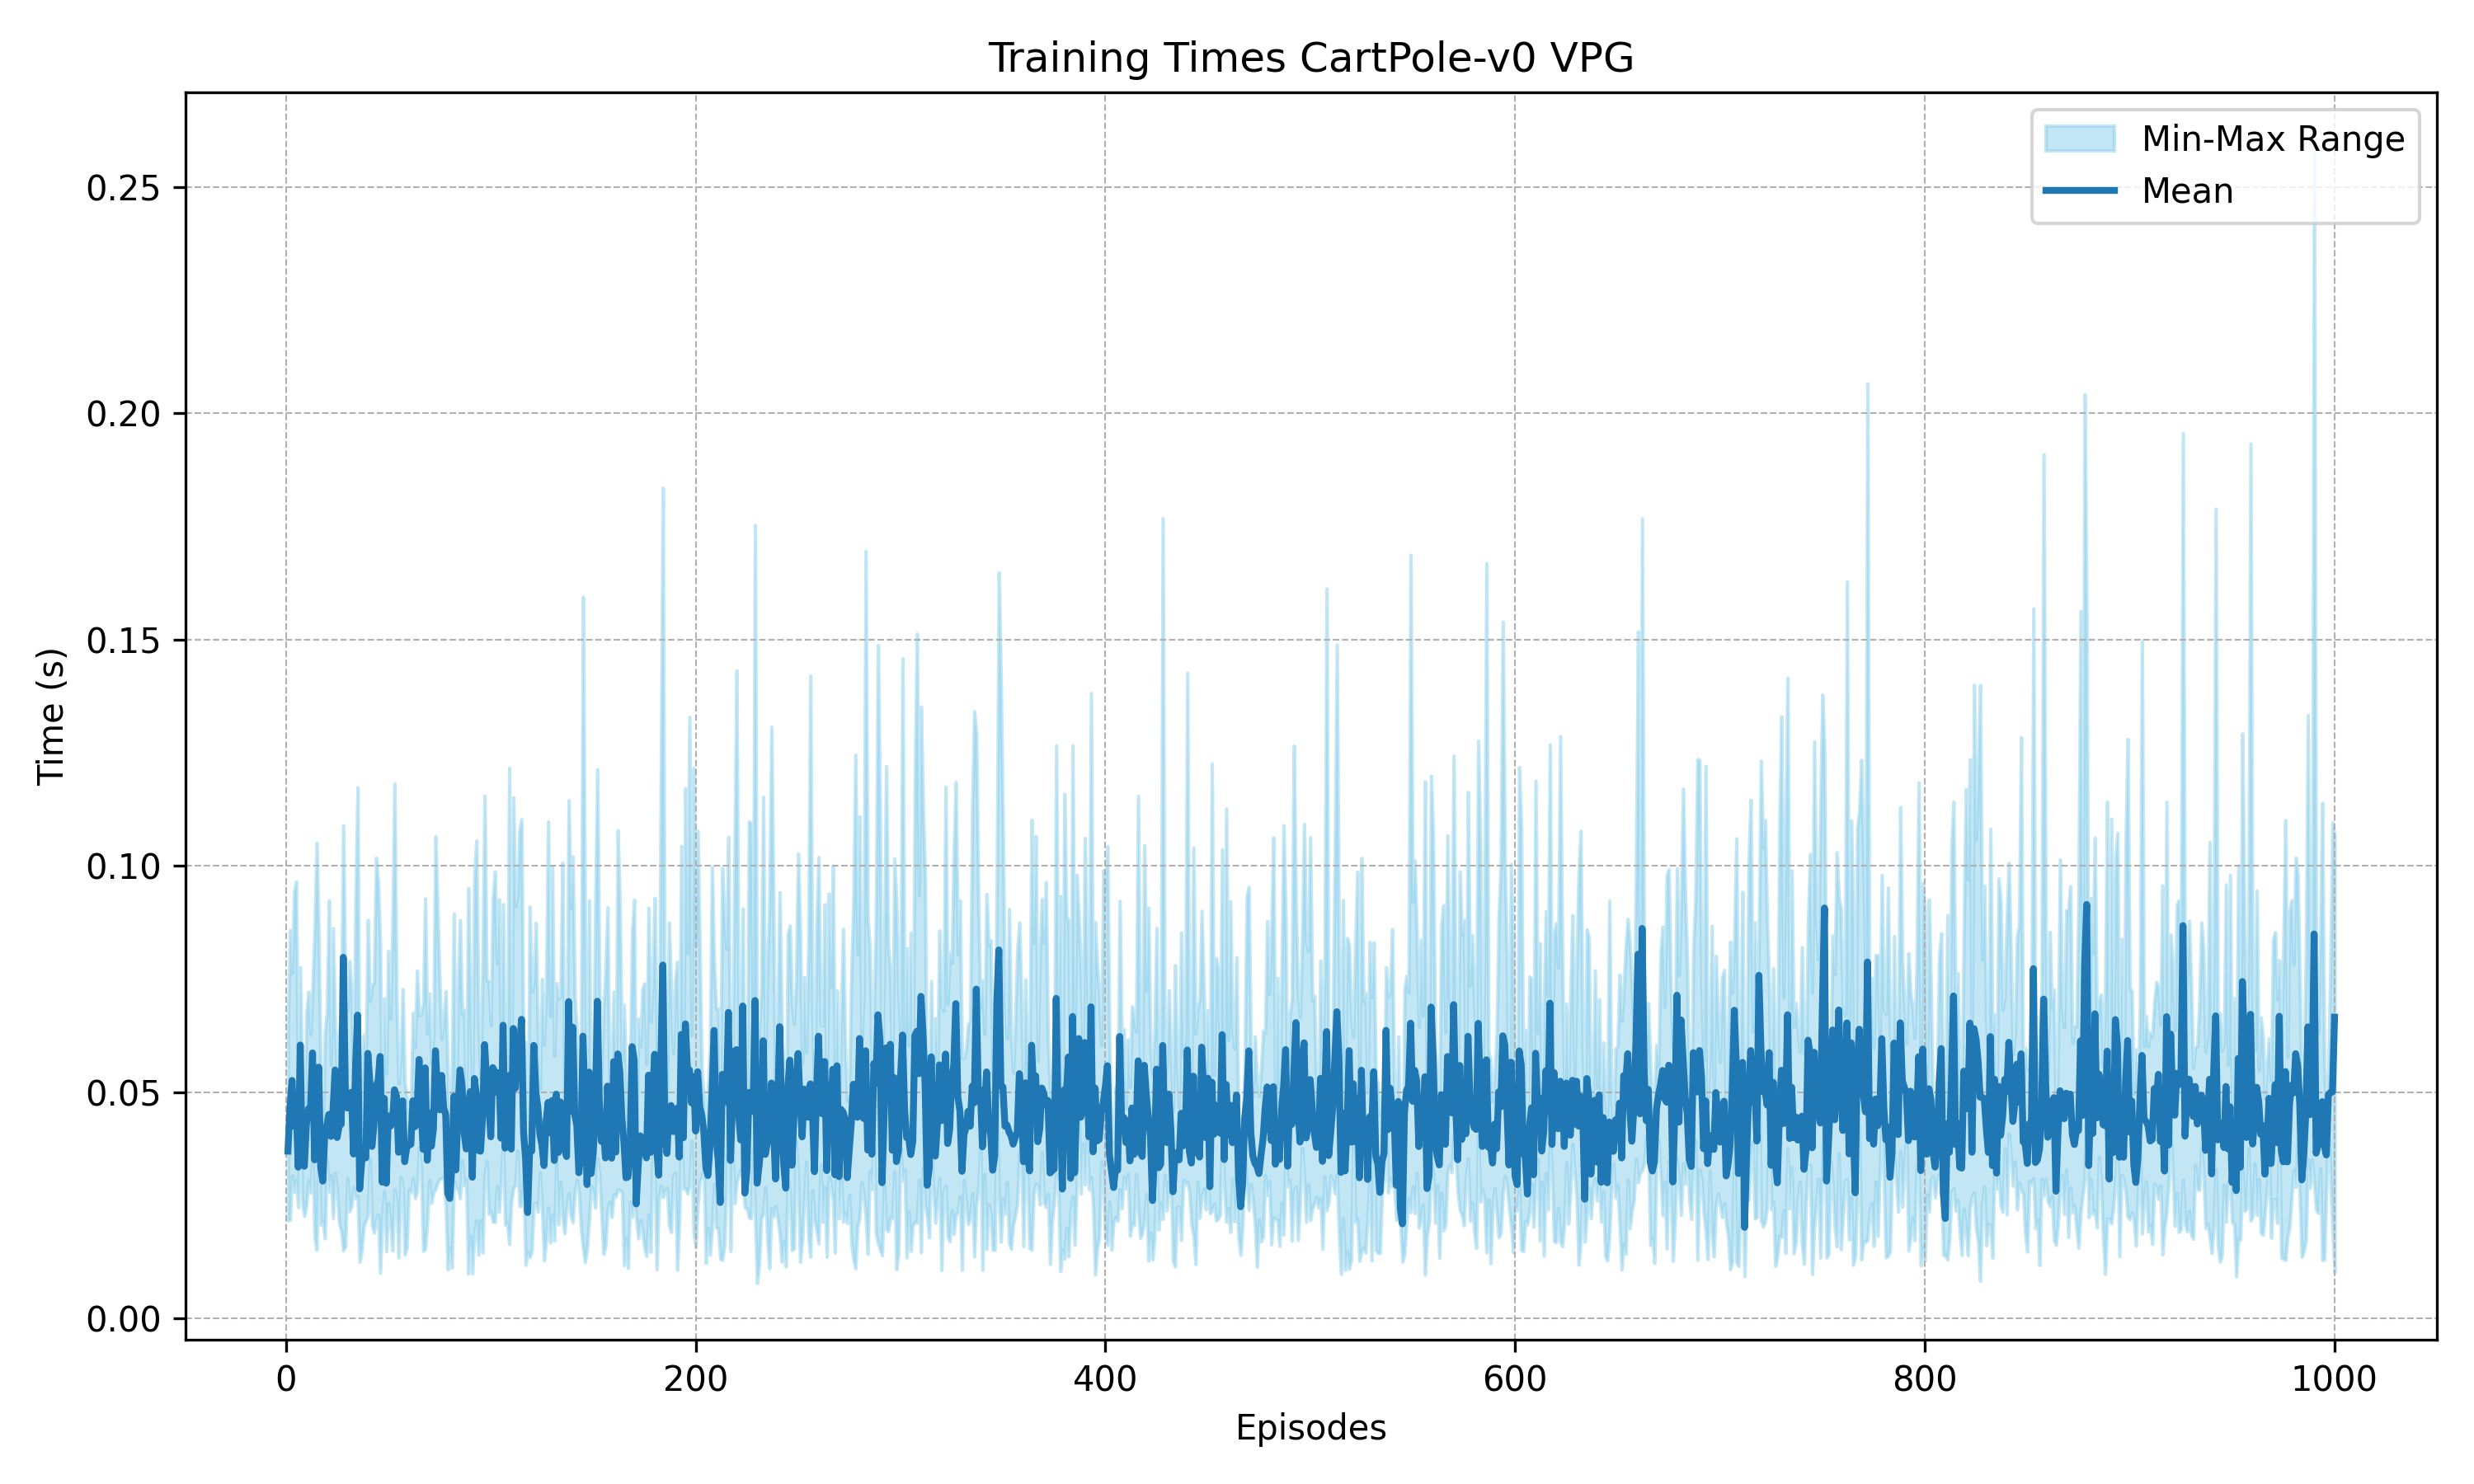 Training Times CartPole-v0 VPG
Min-Max Range
Mean
Time (s)
0.25
0.20
0.15
0.10
0.05
0.00
0 200 400 600 800 1000
Episodes